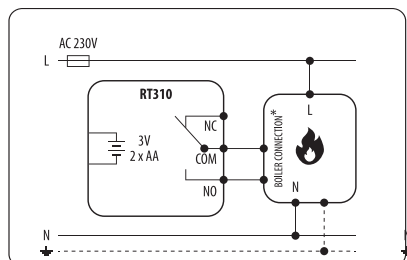 AC 230V
L
RT310
NC
3V
2 x AA
COM
NO
BOILER CONNECTION *
L
N
N